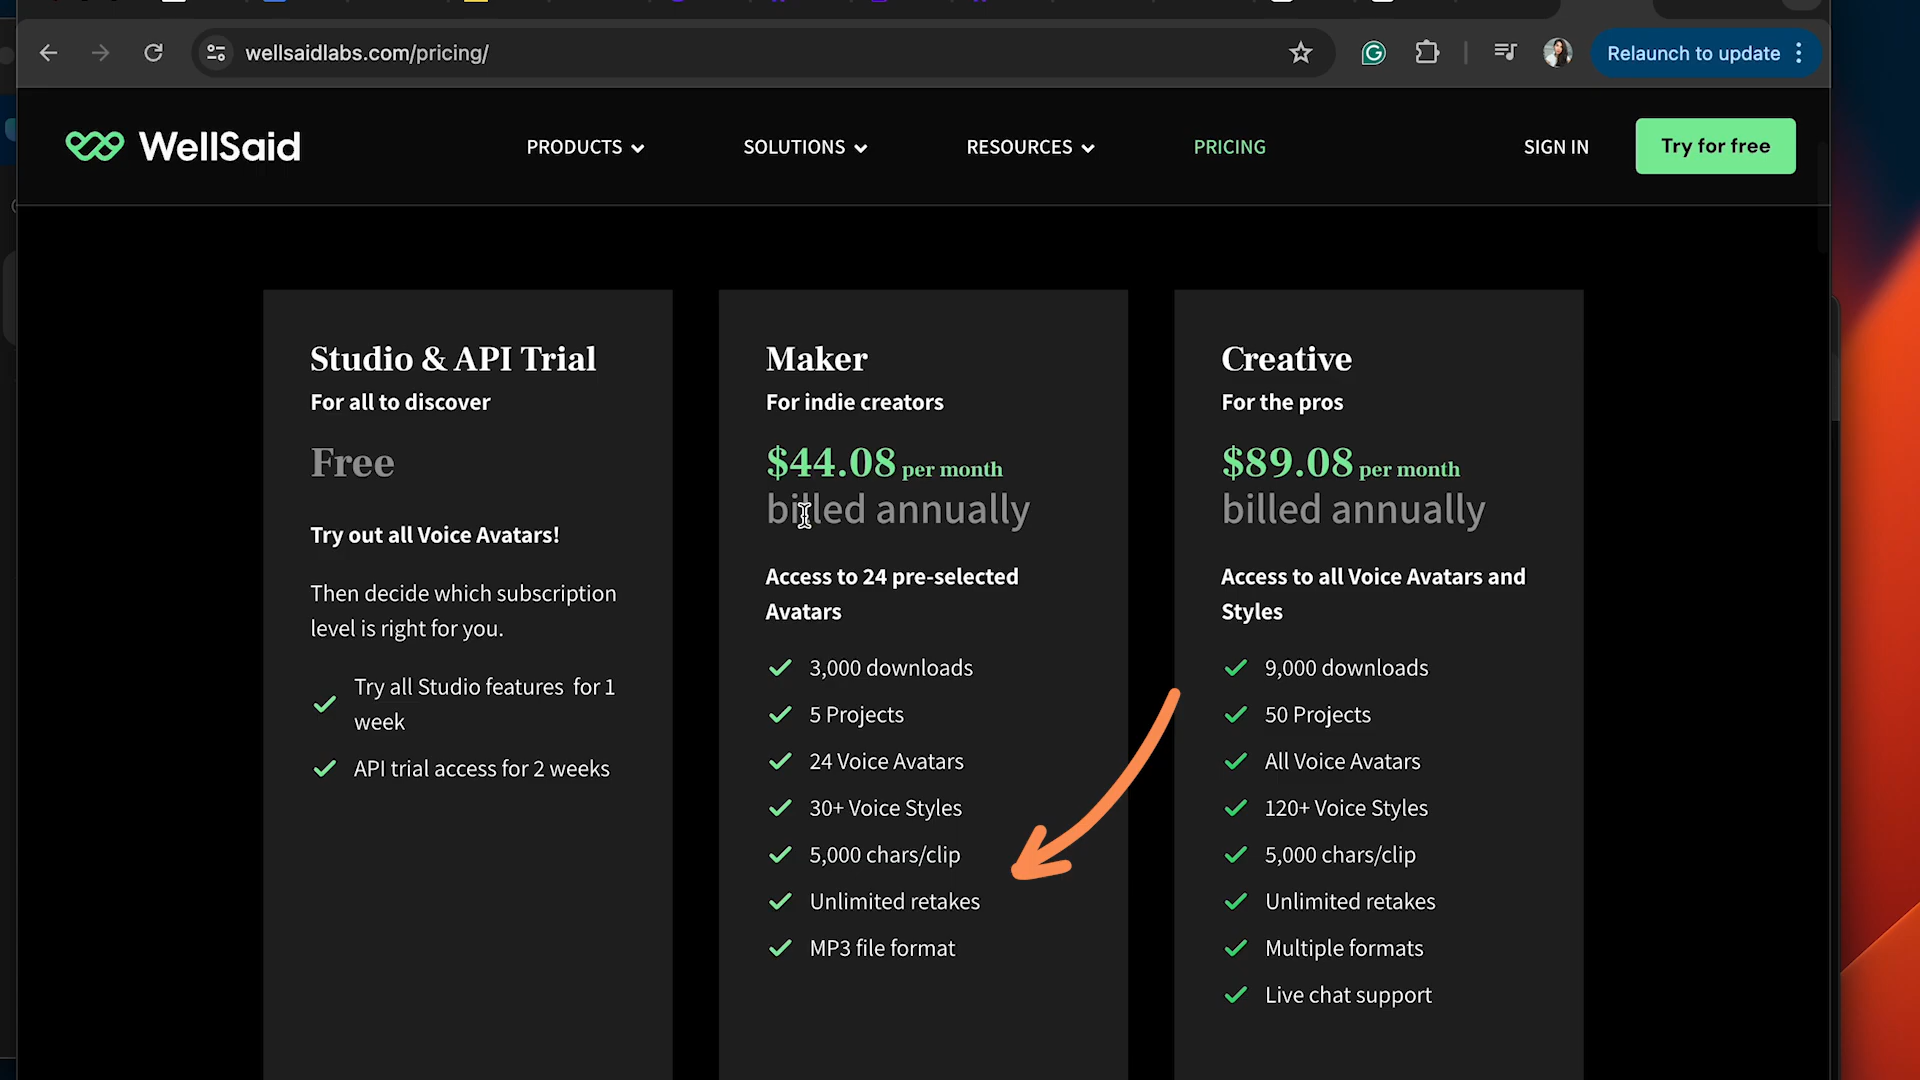 wellsaidlabs.com/pricing/
Relaunch to update
WellSaid
PRODUCTS
SOLUTIONS
RESOURCES
PRICING
SIGN IN
Try for free
Studio & API Trial
For all to discover
Free
Try out all Voice Avatars!
Then decide which subscription
level is right for you.
Try all Studio features for 1
week
API trial access for 2 weeks
Maker
For indie creators
$44.08 per month
billed annually
Access to 24 pre-selected
Avatars
3,000 downloads
5 Projects
24 Voice Avatars
30+ Voice Styles
5,000 chars/clip
Unlimited retakes
MP3 file format
Creative
For the pros
$89.08 per month
billed annually
Access to all Voice Avatars and
Styles
9,000 downloads
50 Projects
All Voice Avatars
120+ Voice Styles
5,000 chars/clip
Unlimited retakes
Multiple formats
Live chat support